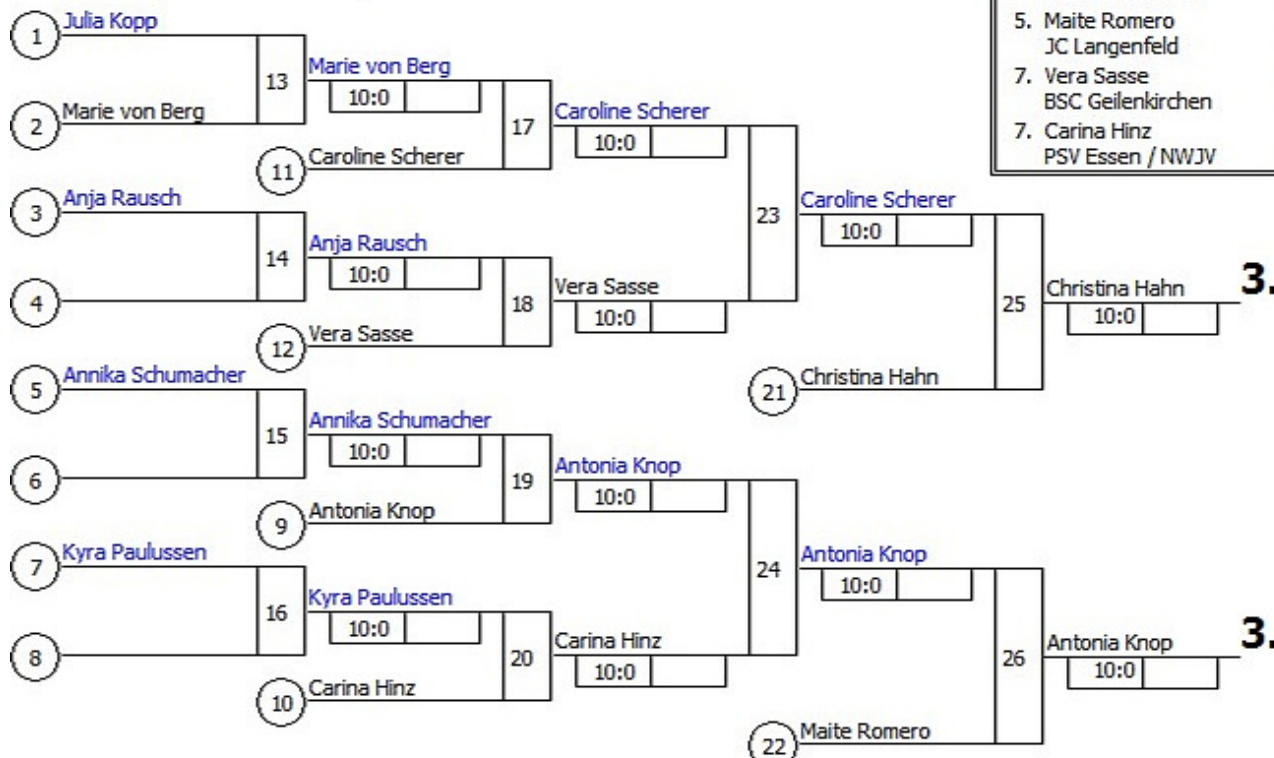 1 Julia Kopp
2 Marie von Berg
13
Marie von Berg
10:0
11 Caroline Scherer
17
Caroline Scherer
10:0
3 Anja Rausch
4
14
Anja Rausch
10:0
12 Vera Sasse
18
Vera Sasse
10:0
23
Caroline Scherer
10:0
21 Christina Hahn
25
Christina Hahn
10:0
3.
5 Annika Schumacher
6
15
Annika Schumacher
10:0
9 Antonia Knop
19
Antonia Knop
10:0
7 Kyra Paulussen
8
16
Kyra Paulussen
10:0
10 Carina Hinz
20
Carina Hinz
10:0
24
Antonia Knop
10:0
22 Maite Romero
26
Antonia Knop
10:0
3.
5. Maite Romero
JC Langenfeld
7. Vera Sasse
BSC Geilenkirchen
7. Carina Hinz
PSV Essen / NWJV